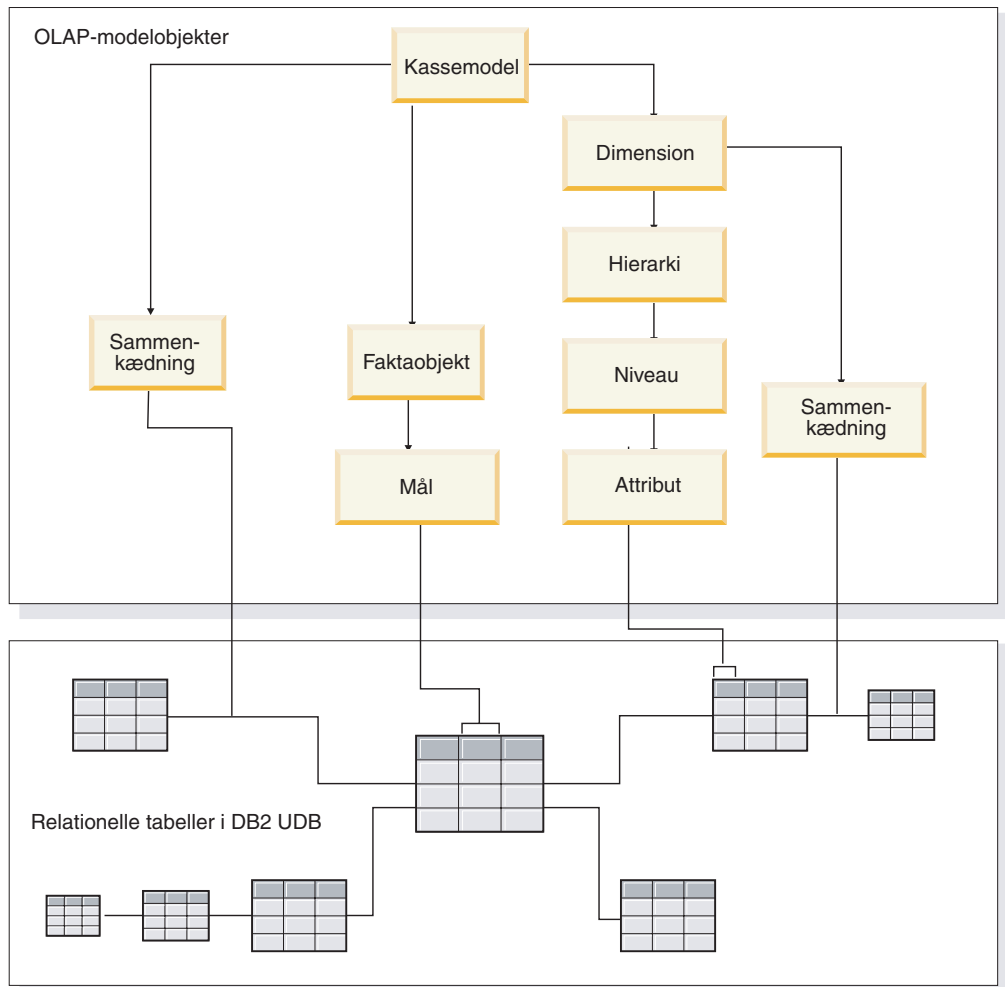 OLAP-modelobjekter
Kassemodel
Dimension
Hierarki
Sammen-
kædning
Faktaobjekt
Niveau
Sammen-
kædning
Mål
Attribut
Relationelle tabeller i DB2 UDB